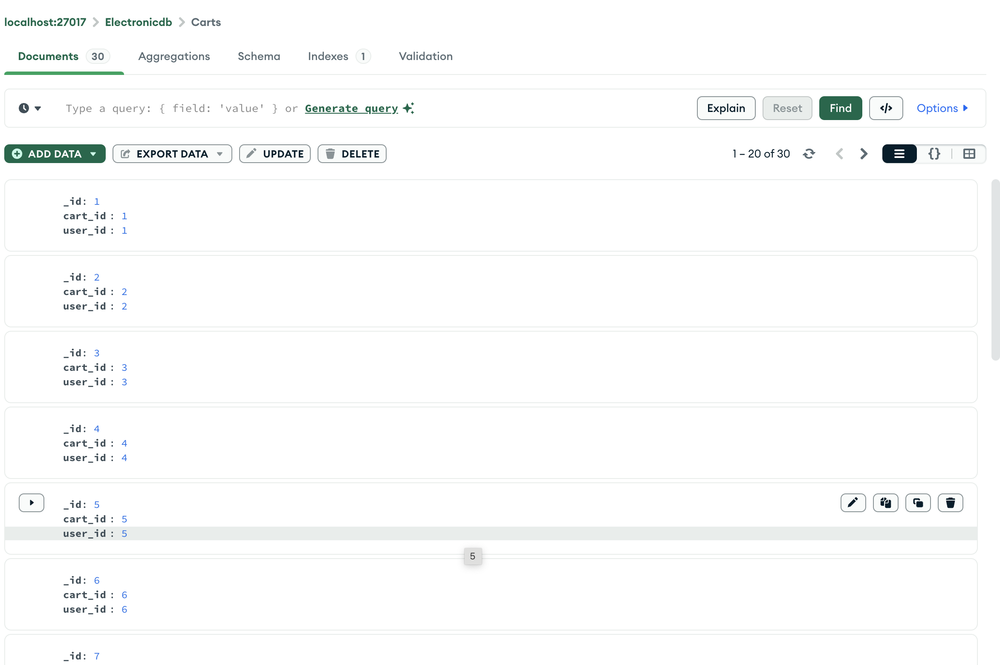 localhost:27017 > Electronicdb > Carts
Documents 30 Aggregations Schema Indexes 1 Validation
Type a query: { field: 'value' } or Generate query Explain Reset Find </> Options
ADD DATA EXPORT DATA UPDATE DELETE 1 – 20 of 30 {}
_id: 1
cart_id : 1
user_id : 1
_id: 2
cart_id : 2
user_id : 2
_id: 3
cart_id : 3
user_id : 3
_id: 4
cart_id : 4
user_id : 4
_id: 5
cart_id : 5
user_id : 5
5
_id: 6
cart_id : 6
user_id : 6
_id: 7